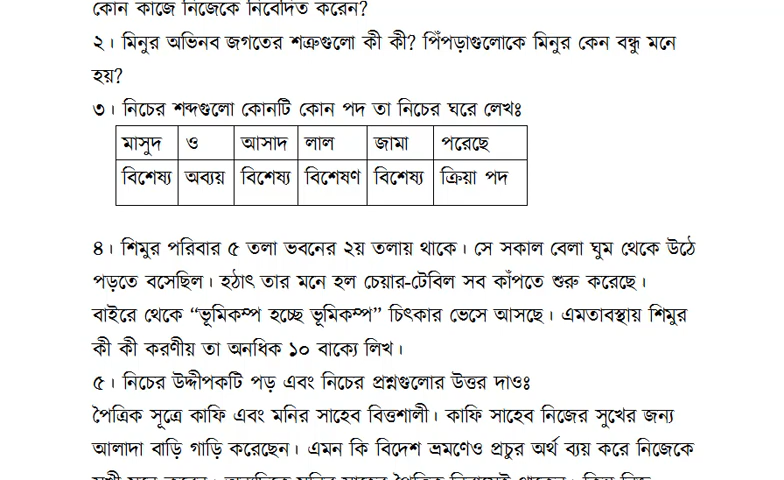 কোন কাজে নিজেকে নিবেদিত করেন?
২। মিনুর অভিনব জগতের শত্রুগুলো কী কী? পিঁপড়াগুলোকে মিনুর কেন বন্ধু মনে
হয়?
৩। নিচের শব্দগুলো কোনটি কোন পদ তা নিচের ঘরে লেখঃ
মাসুদ ও আসাদ লাল জামা পরেছে
বিশেষ্য অব্যয় বিশেষ্য বিশেষণ বিশেষ্য ক্রিয়া পদ
৪। শিমুর পরিবার ৫ তলা ভবনের ২য় তলায় থাকে। সে সকাল বেলা ঘুম থেকে উঠে
পড়তে বসেছিল। হঠাৎ তার মনে হল চেয়ার-টেবিল সব কাঁপতে শুরু করেছে।
বাইরে থেকে “ভূমিকম্প হচ্ছে ভূমিকম্প” চিৎকার ভেসে আসছে। এমতাবস্থায় শিমুর
কী কী করণীয় তা অনধিক ১০ বাক্যে লিখ।
৫। নিচের উদ্দীপকটি পড় এবং নিচের প্রশ্নগুলোর উত্তর দাওঃ
পৈত্রিক সূত্রে কাফি এবং মনির সাহেব বিত্তশালী। কাফি সাহেব নিজের সুখের জন্য
আলাদা বাড়ি গাড়ি করেছেন। এমন কি বিদেশ ভ্রমণেও প্রচুর অর্থ ব্যয় করে নিজেকে